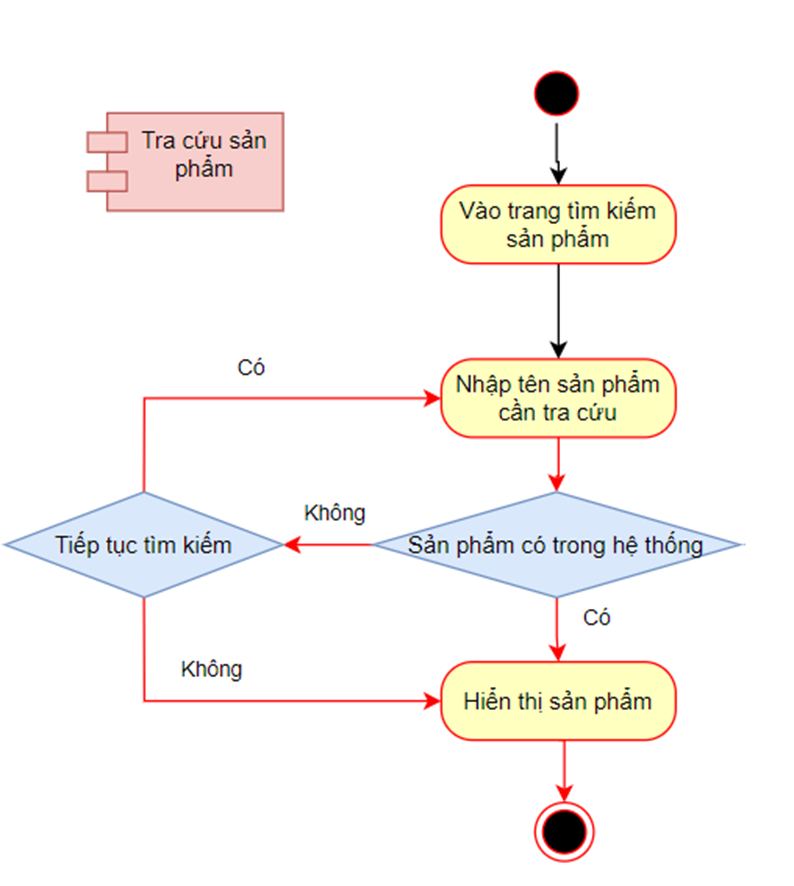 Tra cứu sản
phẩm
Vào trang tìm kiếm
sản phẩm
Có
Nhập tên sản phẩm
cần tra cứu
Không
Tiếp tục tìm kiếm
Sản phẩm có trong hệ thống
Có
Không
Hiển thị sản phẩm